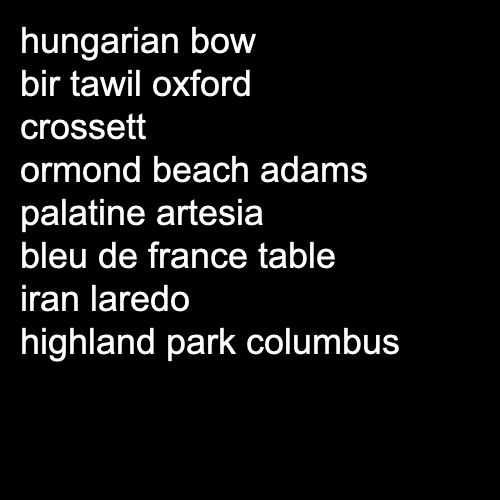 hungarian bow
bir tawil oxford
crossett
ormond beach adams
palatine artesia
bleu de france table
iran laredo
highland park columbus